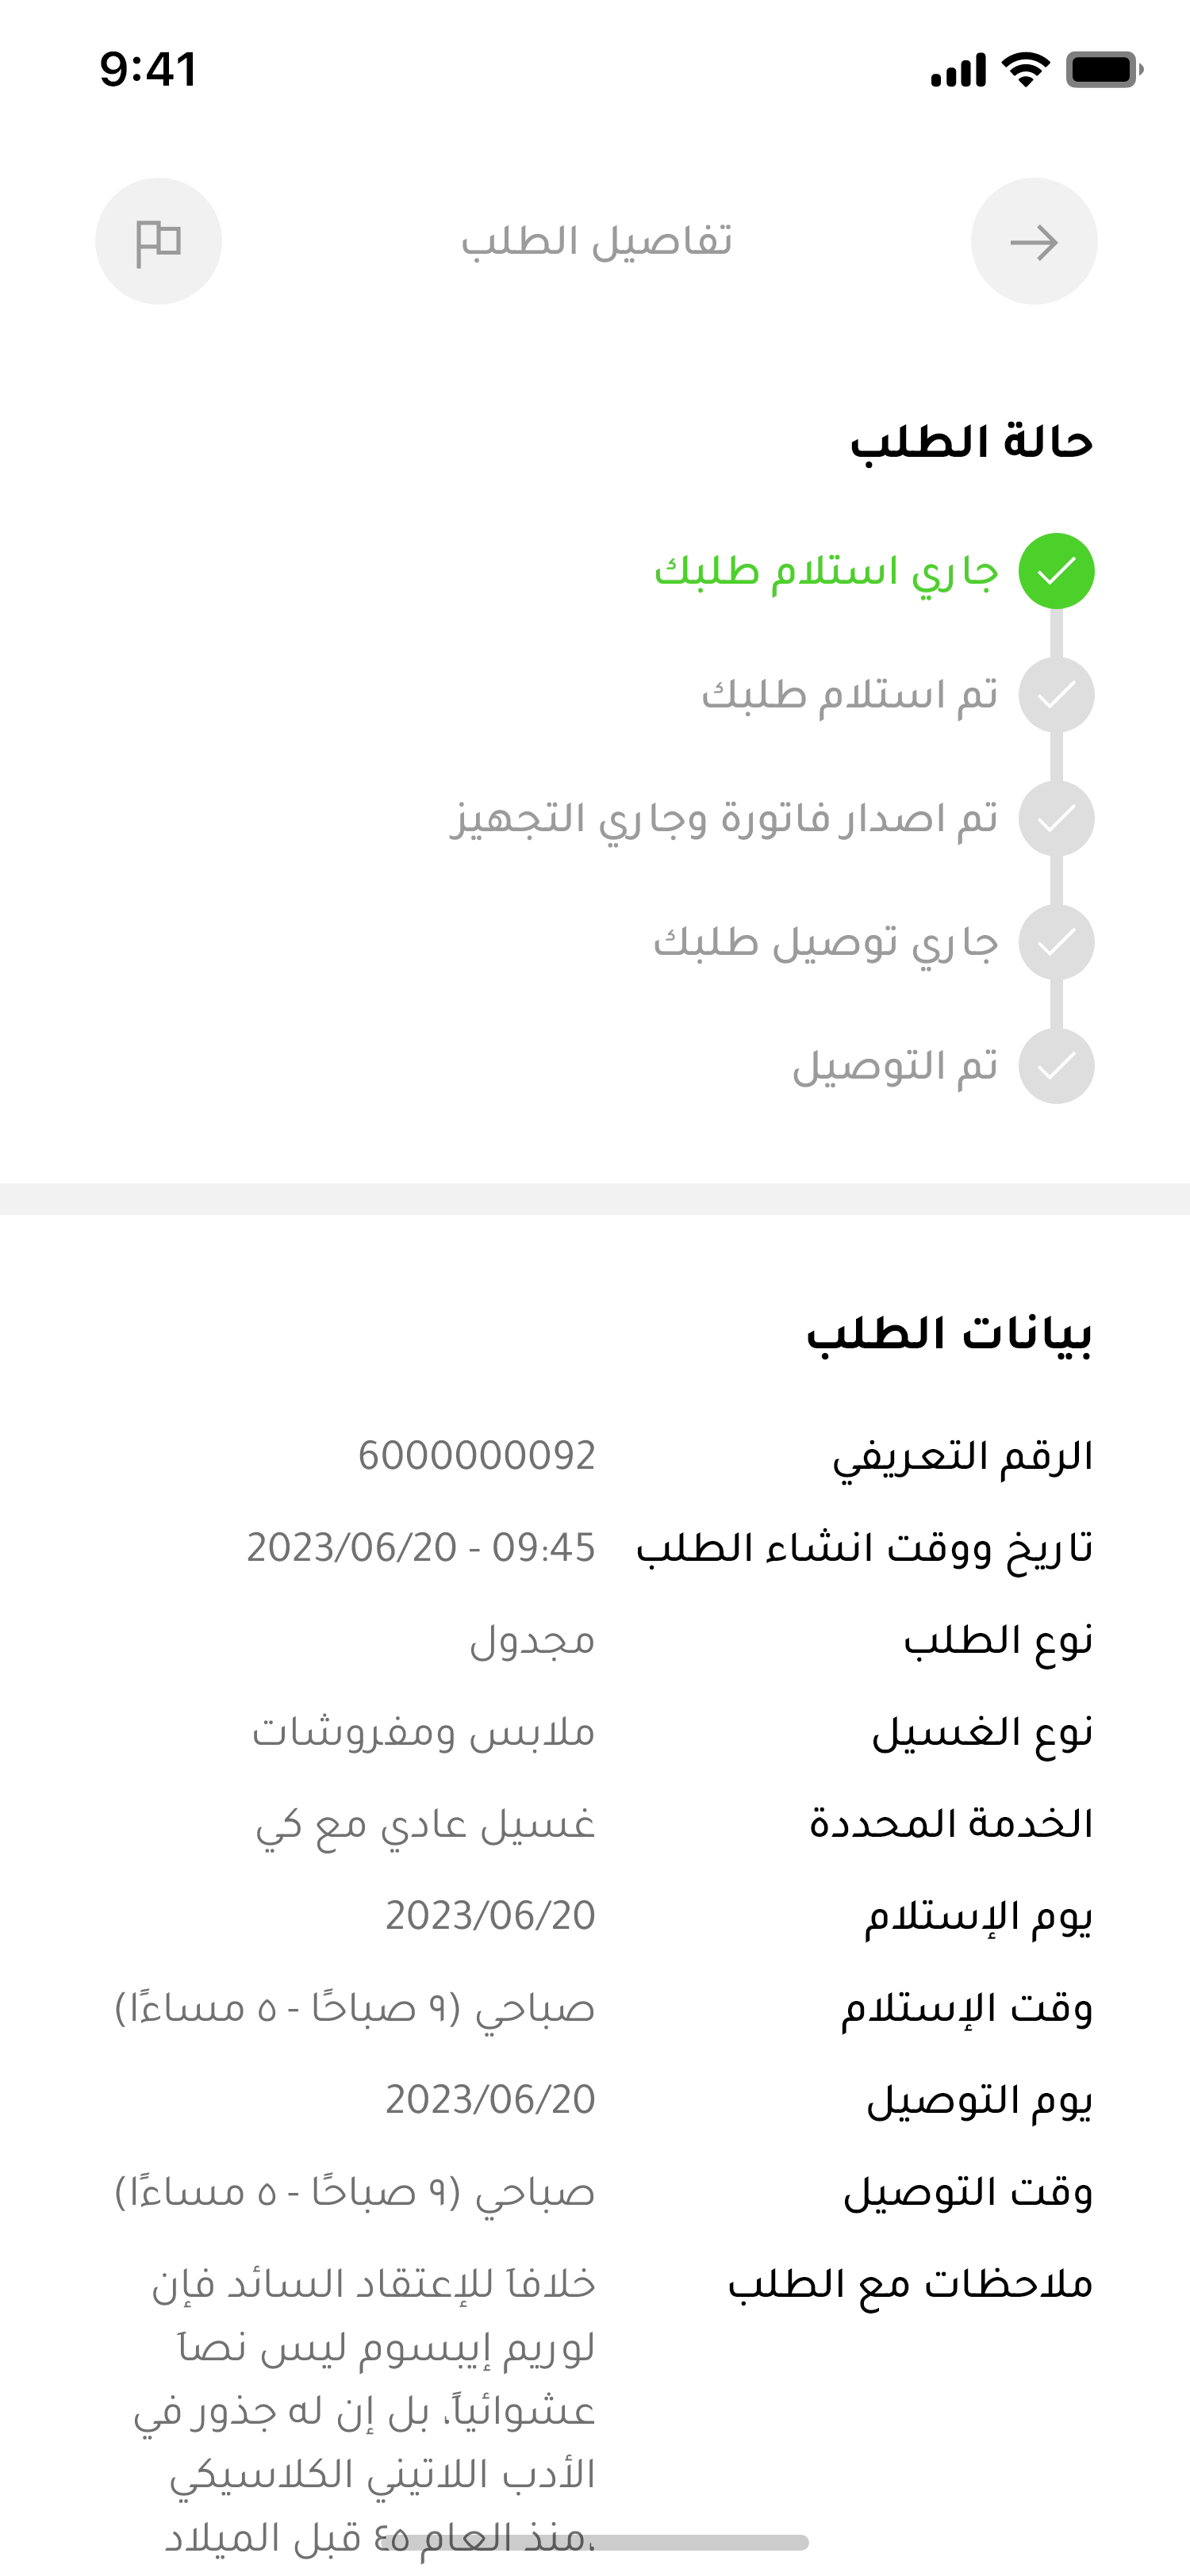 9:41
تفاصيل الطلب
حالة الطلب
جاري استلام طلبك
تم استلام طلبك
تم اصدار فاتورة وجاري التجهيز
جاري توصيل طلبك
تم التوصيل
بيانات الطلب
الرقم التعريفي 6000000092
تاريخ ووقت انشاء الطلب 2023/06/20 - 09:45
نوع الطلب مجدول
نوع الغسيل ملابس ومفروشات
الخدمة المحددة غسيل عادي مع كي
يوم الإستلام 2023/06/20
وقت الإستلام صباحي (٩ صباحًا - ٥ مساءًا)
يوم التوصيل 2023/06/20
وقت التوصيل صباحي (٩ صباحًا - ٥ مساءًا)
ملاحظات مع الطلب خلافاَ للإعتقاد السائد فإن
لوريم إيبسوم ليس نصاَ
عشوائياً، بل إن له جذور في
الأدب اللاتيني الكلاسيكي
،منذ العام ٤٥ قبل الميلاد